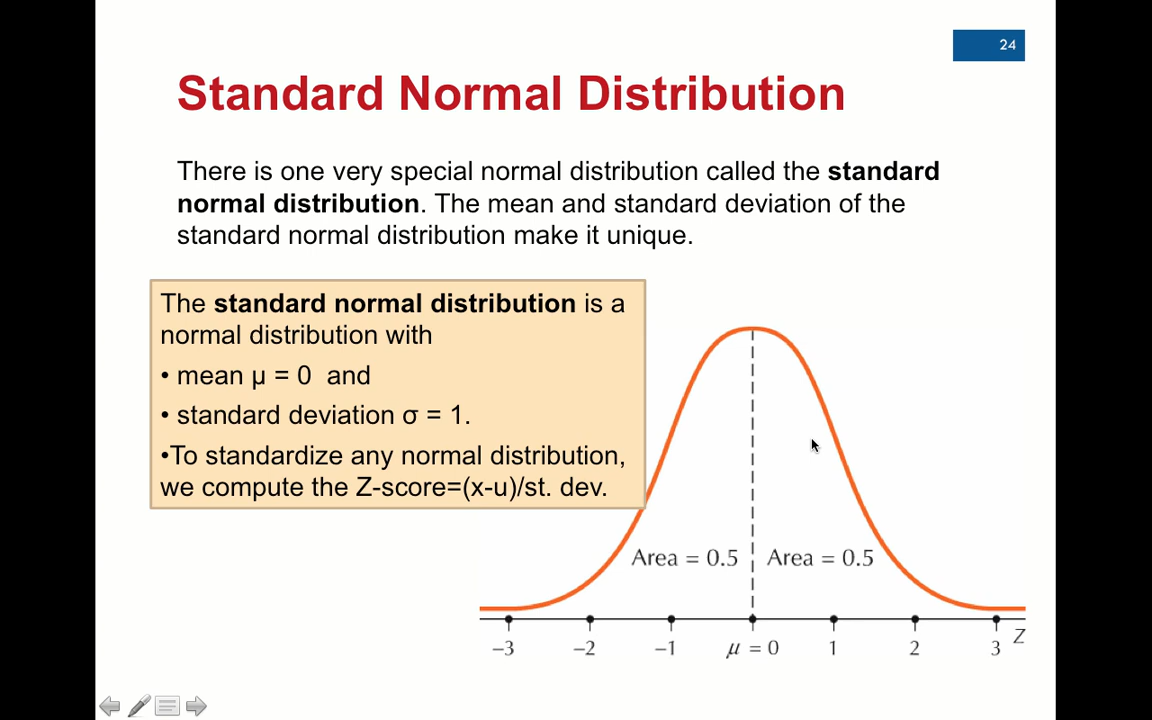 24
Standard Normal Distribution
There is one very special normal distribution called the standard
normal distribution. The mean and standard deviation of the
standard normal distribution make it unique.
The standard normal distribution is a
normal distribution with
• mean μ = 0  and
• standard deviation σ = 1.
•To standardize any normal distribution,
we compute the Z-score=(x-u)/st. dev.
Area = 0.5 Area = 0.5
−3 −2 −1 μ = 0 1 2 3 Z